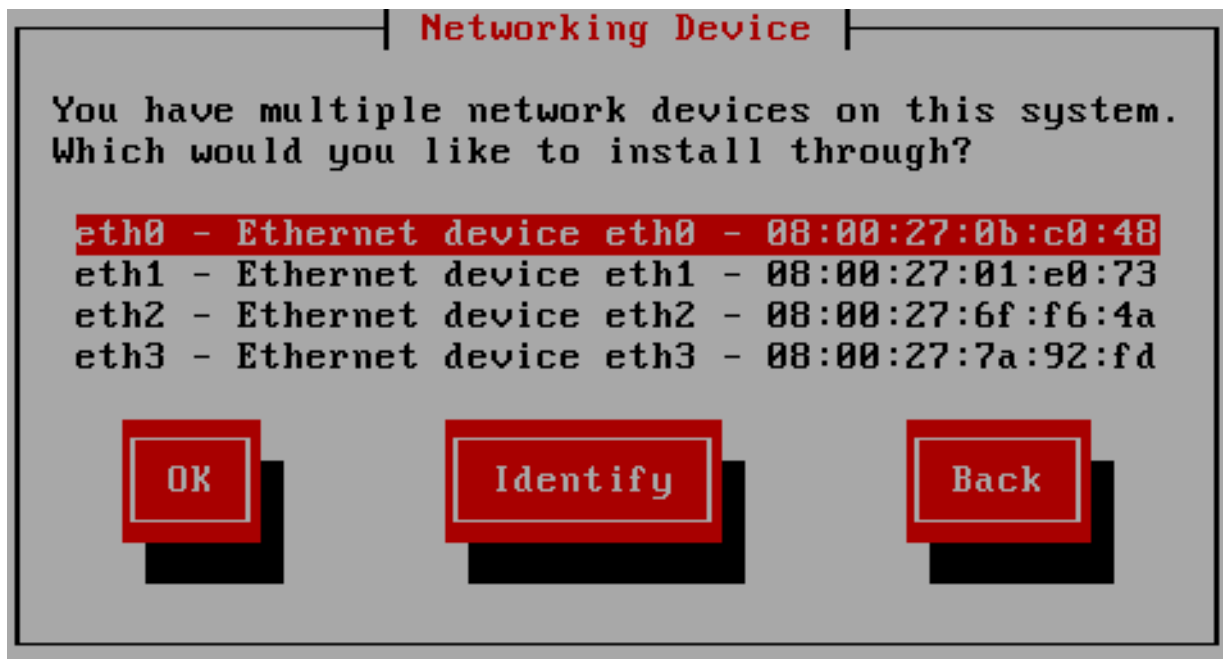 Networking Device
You have multiple network devices on this system.
Which would you like to install through?
eth0 - Ethernet device eth0 - 08:00:27:0b:c0:48
eth1 - Ethernet device eth1 - 08:00:27:01:e0:73
eth2 - Ethernet device eth2 - 08:00:27:6f:f6:4a
eth3 - Ethernet device eth3 - 08:00:27:7a:92:fd
OK Identify Back